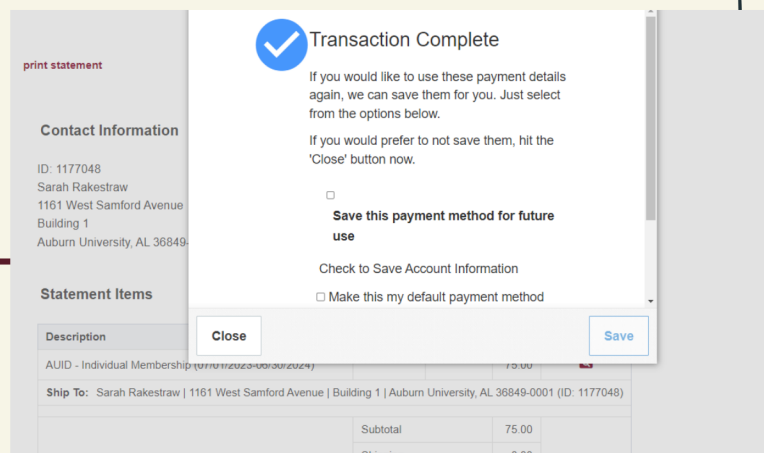 Transaction Complete
If you would like to use these payment details
again, we can save them for you. Just select
from the options below.
If you would prefer to not save them, hit the
'Close' button now.
Save this payment method for future
use
Check to Save Account Information
Make this my default payment method
Close
Save
print statement
Contact Information
ID: 1177048
Sarah Rakestraw
1161 West Samford Avenue
Building 1
Auburn University, AL 36849-
Statement Items
Description
AUID - Individual Membership (07/01/2023-06/30/2024) 75.00
Ship To: Sarah Rakestraw | 1161 West Samford Avenue | Building 1 | Auburn University, AL 36849-0001 (ID: 1177048)
Subtotal 75.00